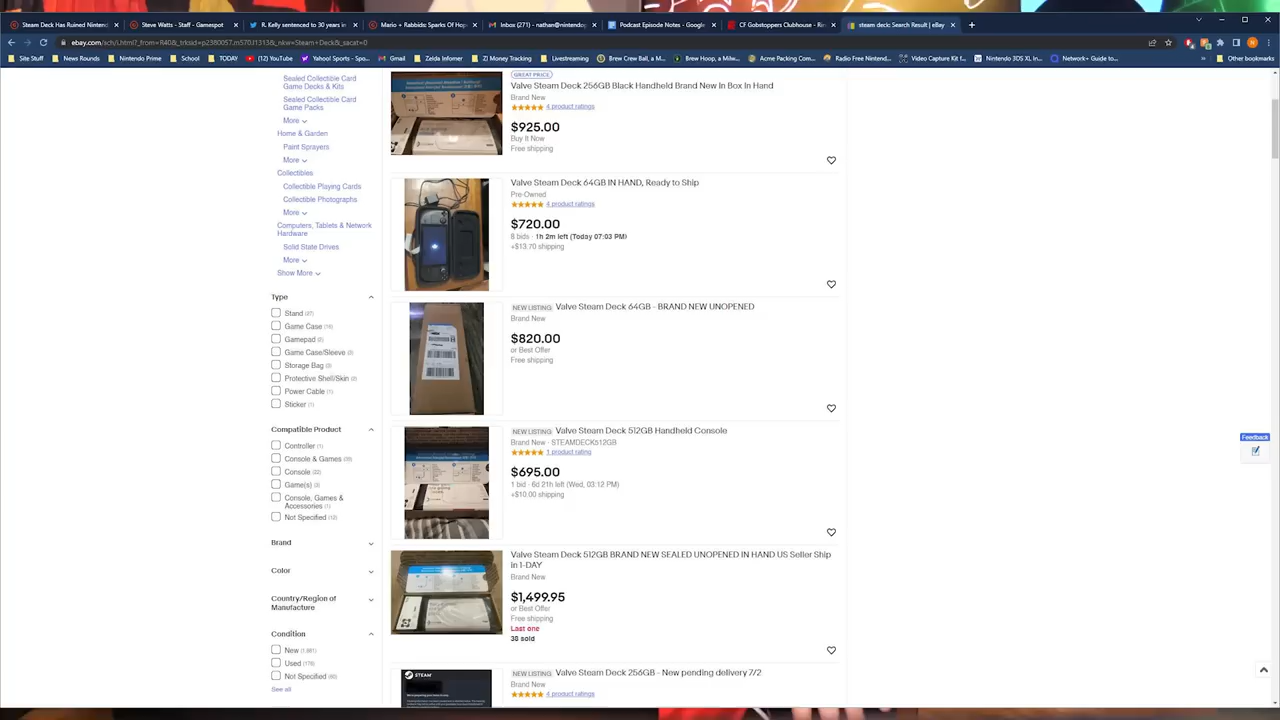 Steam Deck Has Ruined Nintend
Steve Watts - Staff - Gamespot
R. Kelly sentenced to 30 years in
Mario + Rabbids: Sparks Of Hop
Inbox (271) - nathan@nintendop
Podcast Episode Notes - Google
CF Gobstoppers Clubhouse - Kin
steam deck: Search Result | eBay
Site Stuff
News Rounds
Nintendo Prime
School
TODAY
(12) YouTube
Yahoo! Sports - Spo...
Gmail
Zelda Informer
ZJ Money Tracking
Livestreaming
Brew Crew Ball, a M...
Brew Hoop, a Milw...
Acme Packing Com...
Radio Free Nintend...
Video Capture Kit f...
Nintendo 3DS XL In...
Network+ Guide to...
Other bookmarks
Sealed Collectible Card
Game Decks & Kits
Sealed Collectible Card
Game Packs
More
Home & Garden
Paint Sprayers
More
Collectibles
Collectible Playing Cards
Collectible Photographs
More
Computers, Tablets & Network
Hardware
Solid State Drives
More
Show More
Type
Stand
Game Case
Gamepad
Game Case/Sleeve
Storage Bag
Protective Shell/Skin
Power Cable (1)
Sticker (1)
Compatible Product
Controller (1)
Console & Games
Console (22)
Game(s)
Console, Games &
Accessories (1)
Not Specified (12)
Brand
Color
Country/Region of
Manufacture
Condition
New
Used
Not Specified
See all
GREAT PRICE
Valve Steam Deck 256GB Black Handheld Brand New In Box In Hand
Brand New
4 product ratings
$925.00
Buy It Now
Free shipping
Valve Steam Deck 64GB IN HAND, Ready to Ship
Pre-Owned
4 product ratings
$720.00
8 bids · 1h 2m left (Today 07:03 PM)
+$13.70 shipping
NEW LISTING Valve Steam Deck 64GB - BRAND NEW UNOPENED
Brand New
$820.00
or Best Offer
Free shipping
NEW LISTING Valve Steam Deck 512GB Handheld Console
Brand New · STEAMDECK512GB
1 product rating
$695.00
1 bid · 6d 21h left (Wed, 03:12 PM)
+$10.00 shipping
Valve Steam Deck 512GB BRAND NEW SEALED UNOPENED IN HAND US Seller Ship
in 1-DAY
Brand New
$1,499.95
or Best Offer
Free shipping
Last one
38 sold
STEAM
NEW LISTING Valve Steam Deck 256GB - Now pending delivery 7/2
Brand New
4 product ratings
Feedback